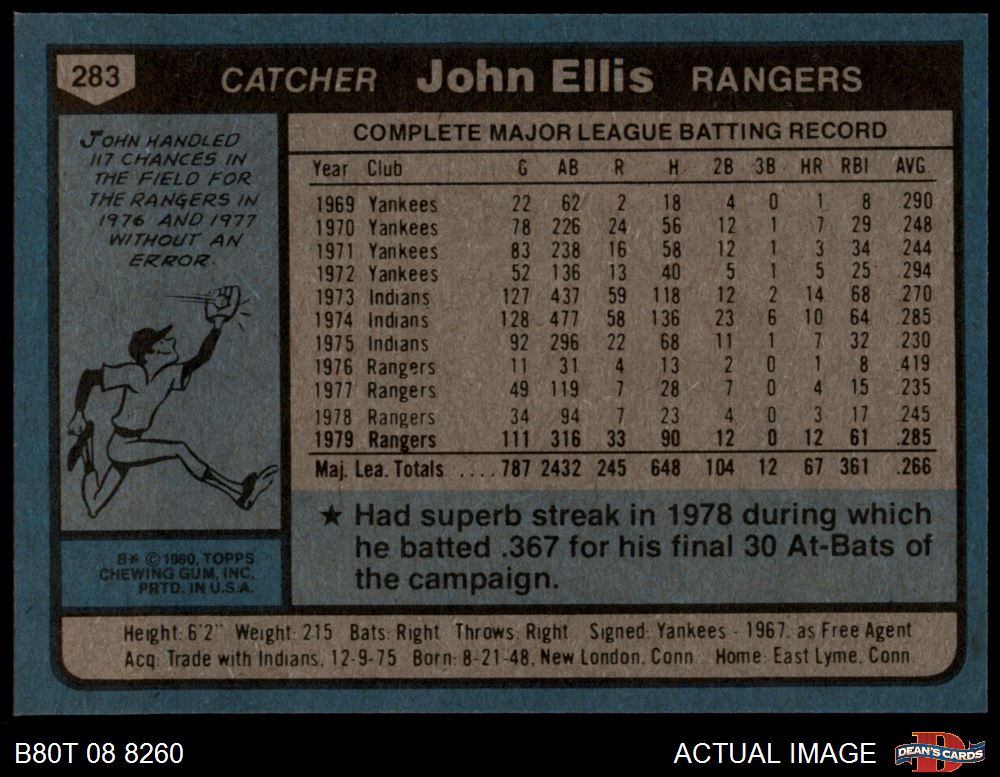 283 CATCHER John Ellis RANGERS
JOHN HANDLED
117 CHANCES IN
THE FIELD FOR
THE RANGERS IN
1976 AND 1977
WITHOUT AN
ERROR.
COMPLETE MAJOR LEAGUE BATTING RECORD
Year Club G AB R H 2B 3B HR RBI AVG.
1969 Yankees 22 62 2 18 4 0 1 8 .290
1970 Yankees 78 226 24 56 12 1 7 29 .248
1971 Yankees 83 238 16 58 12 1 3 34 .244
1972 Yankees 52 136 13 40 5 1 5 25 .294
1973 Indians 127 437 59 118 12 2 14 68 .270
1974 Indians 128 477 58 136 23 6 10 64 .285
1975 Indians 92 296 22 68 11 1 7 32 .230
1976 Rangers 11 31 4 13 2 0 1 8 .419
1977 Rangers 49 119 7 28 7 0 4 15 .235
1978 Rangers 34 94 7 23 4 0 3 17 .245
1979 Rangers 111 316 33 90 12 0 12 61 .285
Maj. Lea. Totals .... 787 2432 245 648 104 12 67 361 .266
★ Had superb streak in 1978 during which
he batted .367 for his final 30 At-Bats of
the campaign.
B* © 1980, TOPPS
CHEWING GUM, INC.
PRTD. IN U.S.A.
Height: 6'2" Weight: 215 Bats: Right Throws: Right Signed: Yankees - 1967, as Free Agent
Acq: Trade with Indians, 12-9-75 Born: 8-21-48, New London, Conn. Home: East Lyme, Conn.
B80T 08 8260 ACTUAL IMAGE D DEAN'S CARDS